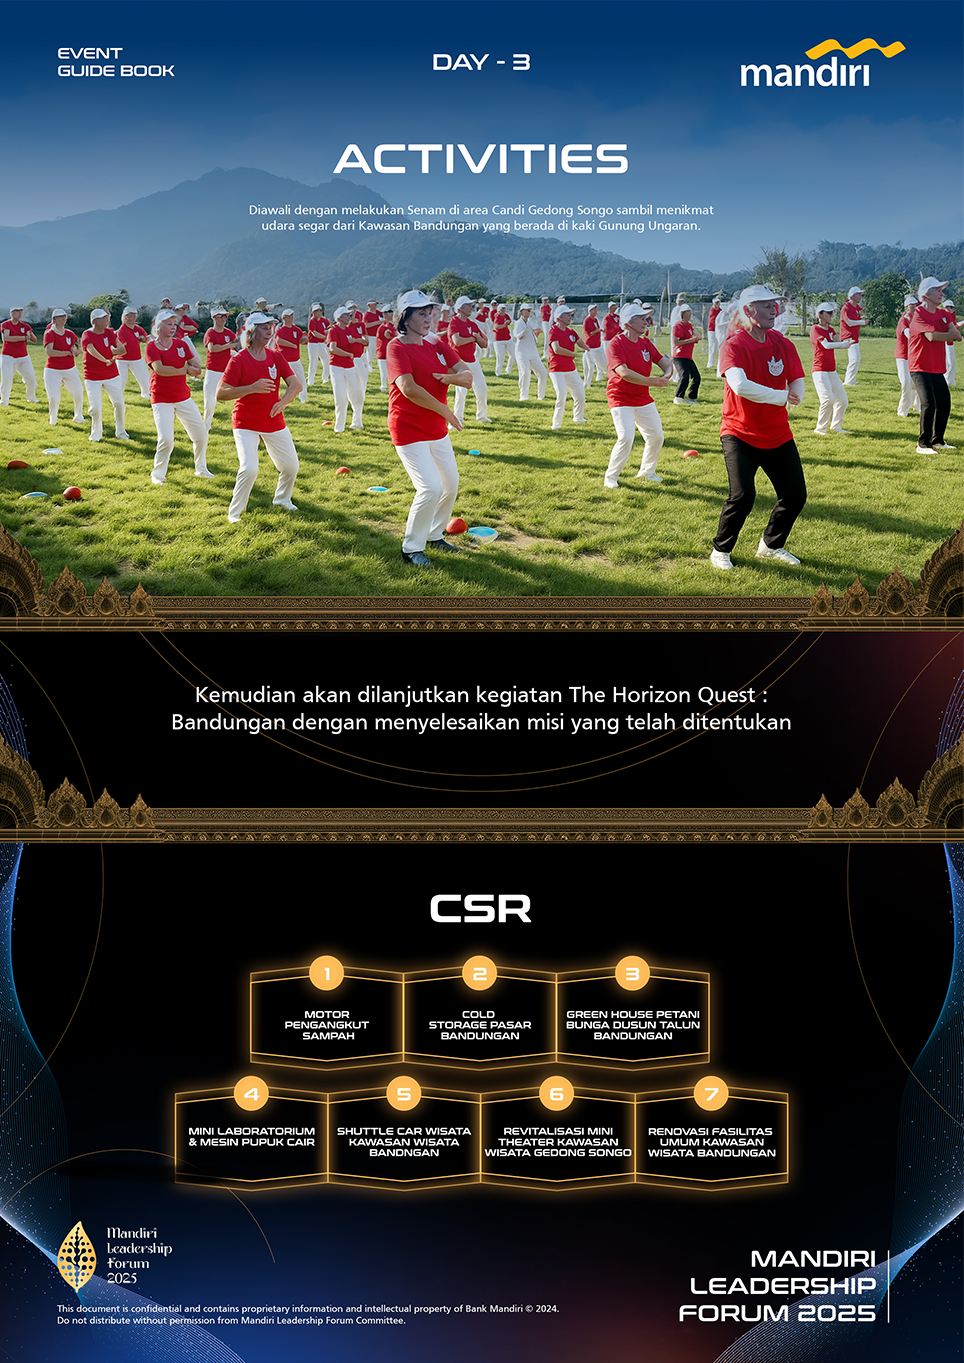 EVENT
GUIDE BOOK
DAY - 3
mandiri
ACTIVITIES
Diawali dengan melakukan Senam di area Candi Gedong Songo sambil menikmat
udara segar dari Kawasan Bandungan yang berada di kaki Gunung Ungaran.
Kemudian akan dilanjutkan kegiatan The Horizon Quest :
Bandungan dengan menyelesaikan misi yang telah ditentukan
CSR
1
MOTOR
PENGANGKUT
SAMPAH
2
COLD
STORAGE PASAR
BANDUNGAN
3
GREEN HOUSE PETANI
BUNGA DUSUN TALUN
BANDUNGAN
4
MINI LABORATORIUM
& MESIN PUPUK CAIR
5
SHUTTLE CAR WISATA
KAWASAN WISATA
BANDNGAN
6
REVITALISASI MINI
THEATER KAWASAN
WISATA GEDONG SONGO
7
RENOVASI FASILITAS
UMUM KAWASAN
WISATA BANDUNGAN
Mandiri
Leadership
Forum
2025
This document is confidential and contains proprietary information and intellectual property of Bank Mandiri © 2024.
Do not distribute without permission from Mandiri Leadership Forum Committee.
MANDIRI
LEADERSHIP
FORUM 2025